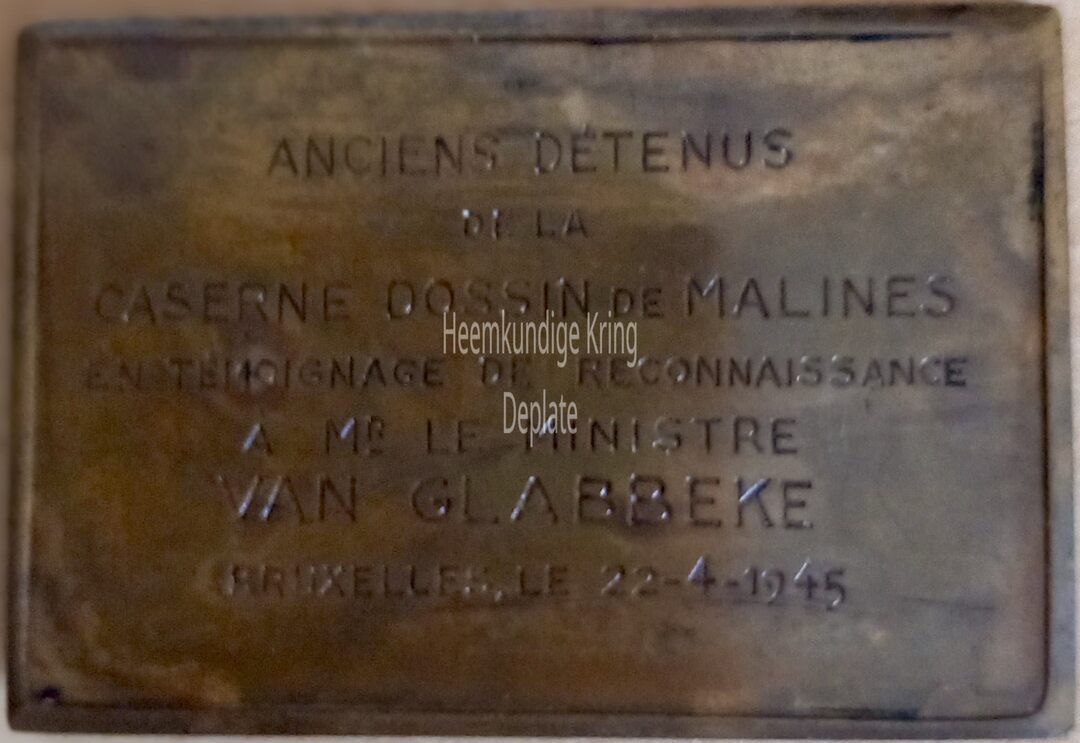 ANCIENS DÉTENUS
DE LA
CASERNE DOSSIN DE MALINES
Heemkundige Kring
EN TÉMOIGNAGE DE RECONNAISSANCE
Deplate
A MR LE MINISTRE
VAN GLABBEKE
BRUXELLES, LE 22-4-1945